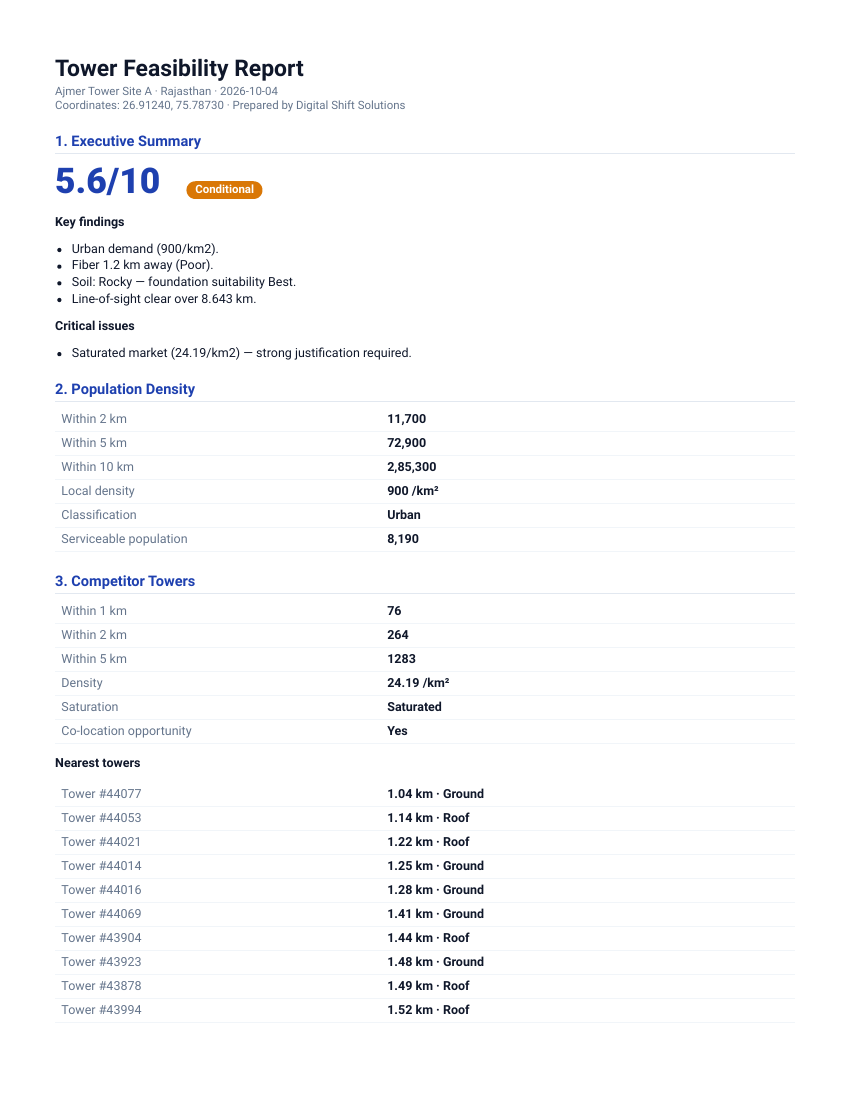 Tower Feasibility Report
Ajmer Tower Site A · Rajasthan · 2026-10-04
Coordinates: 26.91240, 75.78730 · Prepared by Digital Shift Solutions
1. Executive Summary
5.6/10 Conditional
Key findings
• Urban demand (900/km2).
• Fiber 1.2 km away (Poor).
• Soil: Rocky — foundation suitability Best.
• Line-of-sight clear over 8.643 km.
Critical issues
• Saturated market (24.19/km2) — strong justification required.
2. Population Density
Within 2 km 11,700
Within 5 km 72,900
Within 10 km 2,85,300
Local density 900 /km²
Classification Urban
Serviceable population 8,190
3. Competitor Towers
Within 1 km 76
Within 2 km 264
Within 5 km 1283
Density 24.19 /km²
Saturation Saturated
Co-location opportunity Yes
Nearest towers
Tower #44077 1.04 km · Ground
Tower #44053 1.14 km · Roof
Tower #44021 1.22 km · Roof
Tower #44014 1.25 km · Ground
Tower #44016 1.28 km · Ground
Tower #44069 1.41 km · Ground
Tower #43904 1.44 km · Roof
Tower #43923 1.48 km · Ground
Tower #43878 1.49 km · Roof
Tower #43994 1.52 km · Roof